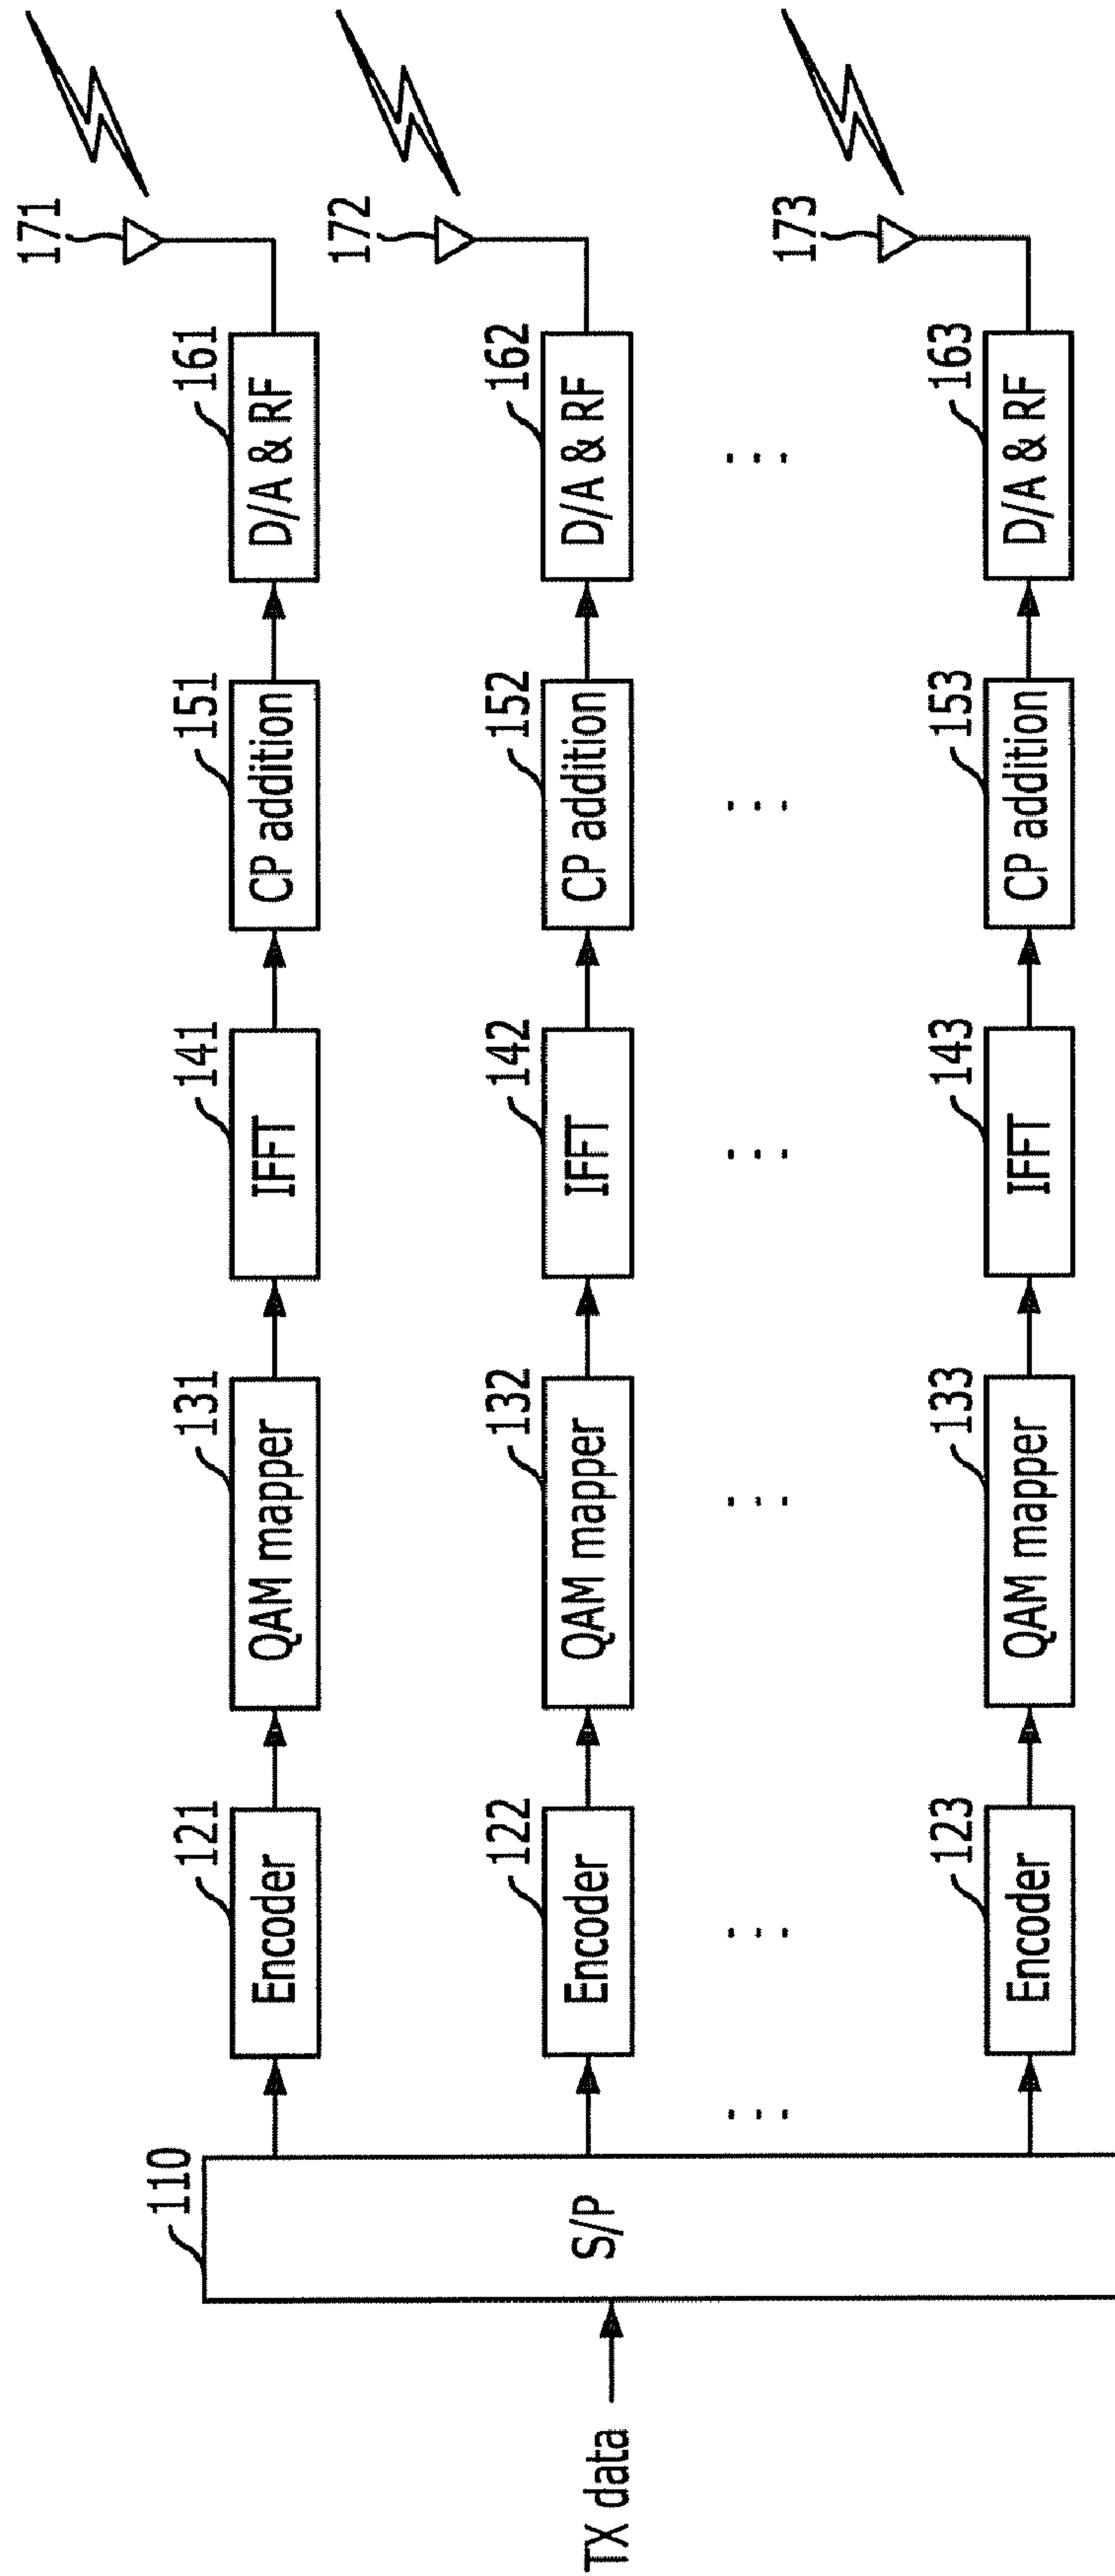 TX data
110
S/P
121
Encoder
131
QAM mapper
141
IFFT
151
CP addition
161
D/A & RF
171
122
Encoder
132
QAM mapper
142
IFFT
152
CP addition
162
D/A & RF
172
...
...
...
...
...
...
123
Encoder
133
QAM mapper
143
IFFT
153
CP addition
163
D/A & RF
173